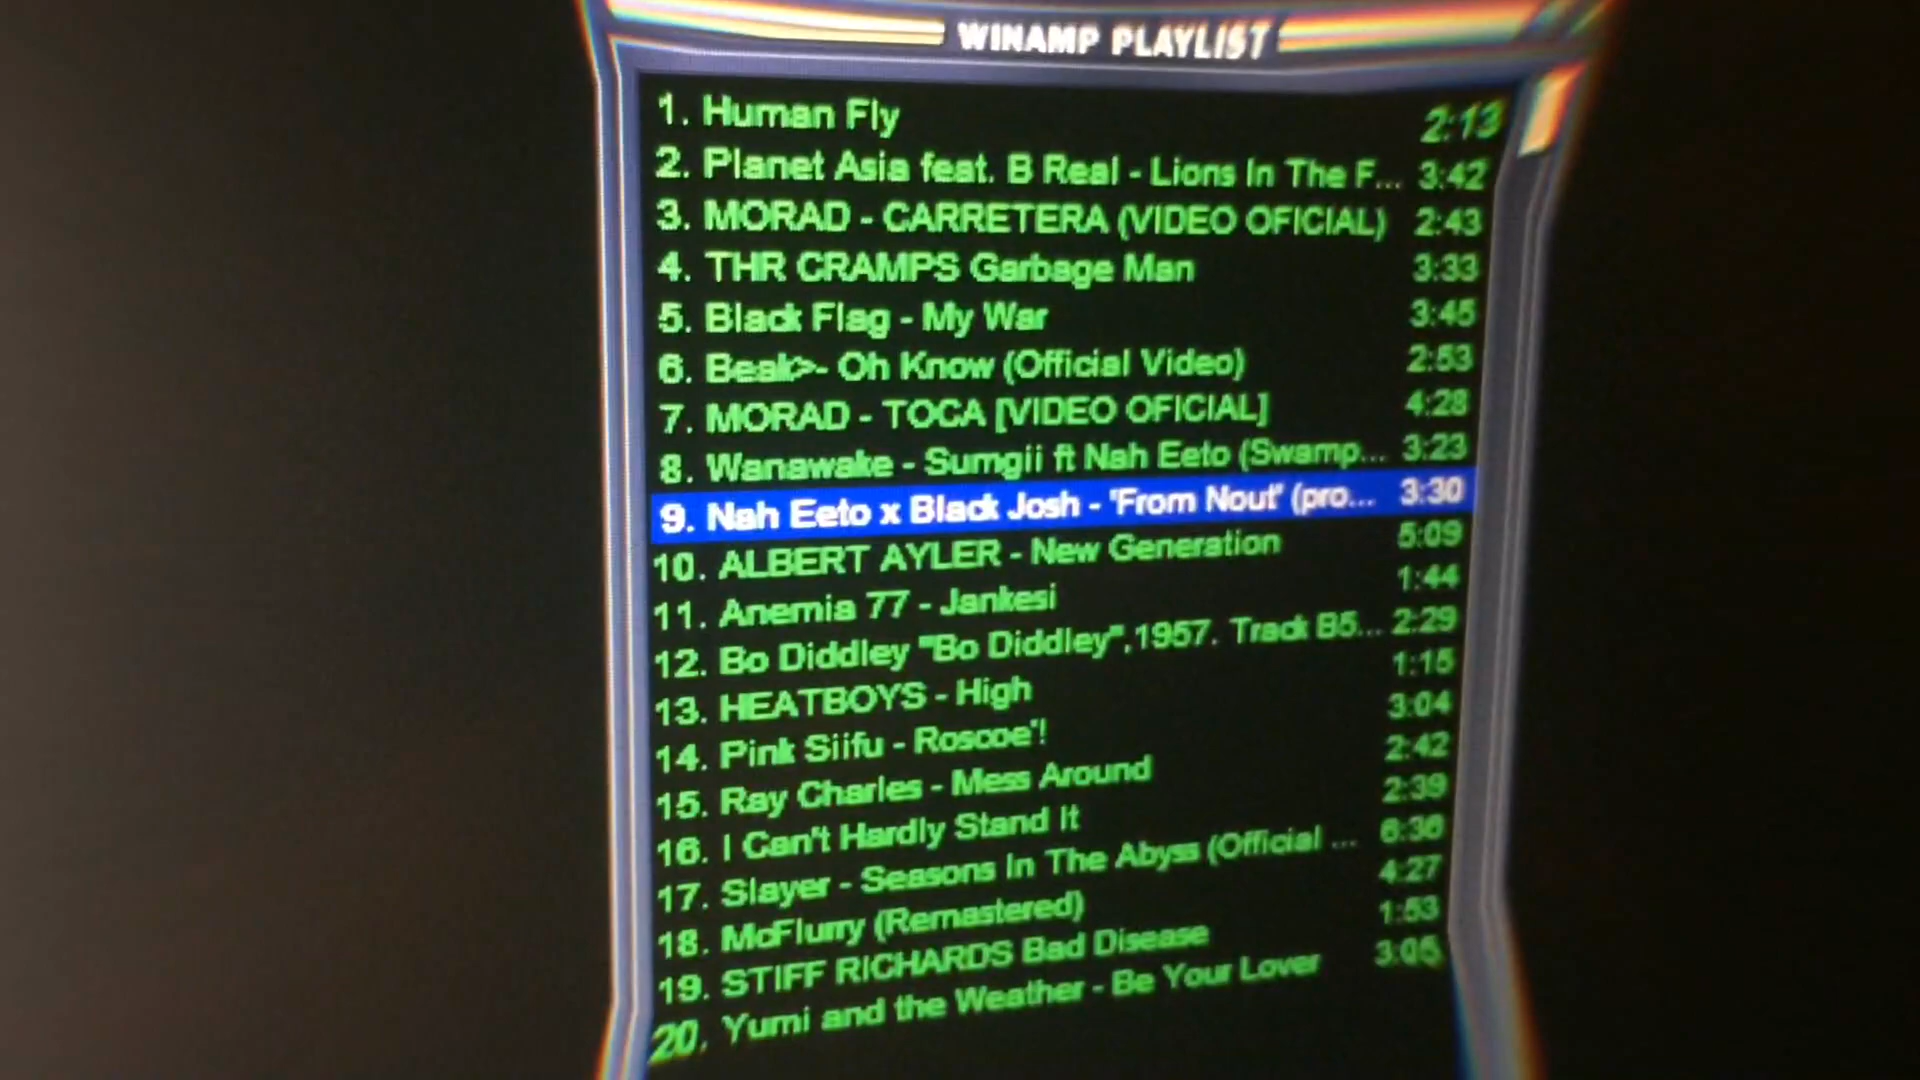 WINAMP PLAYLIST
1. Human Fly 2:13
2. Planet Asia feat. B Real - Lions In The F... 3:42
3. MORAD - CARRETERA (VIDEO OFICIAL) 2:43
4. THR CRAMPS Garbage Man 3:33
5. Black Flag - My War 3:45
6. Beak>- Oh Know (Official Video) 2:53
7. MORAD - TOCA [VIDEO OFICIAL] 4:28
8. Wanawake - Sumgii ft Nah Eeto (Swamp... 3:23
9. Nah Eeto x Black Josh - 'From Nout' (pro... 3:30
10. ALBERT AYLER - New Generation 5:09
11. Anemia 77 - Jankesi 1:44
12. Bo Diddley "Bo Diddley",1957. Track B5... 2:29
13. HEATBOYS - High 1:15
14. Pink Siifu - Roscoe'! 3:04
15. Ray Charles - Mess Around 2:42
16. I Can't Hardly Stand It 2:39
17. Slayer - Seasons In The Abyss (Official ... 6:36
18. McFlurry (Remastered) 4:27
19. STIFF RICHARDS Bad Disease 1:53
20. Yumi and the Weather - Be Your Lover 3:05